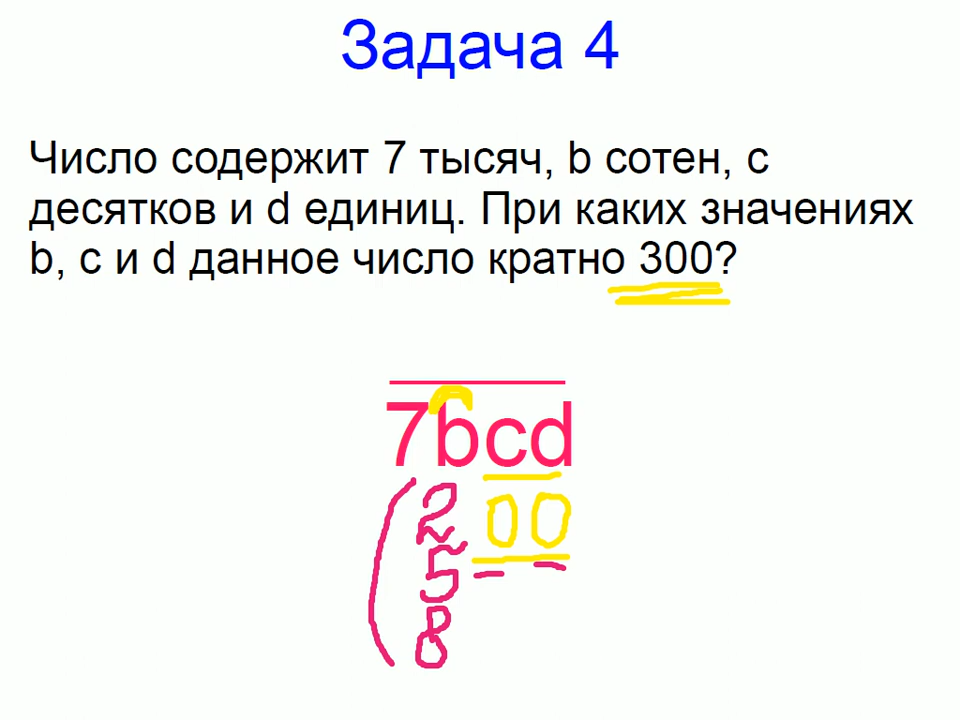 Задача 4
Число содержит 7 тысяч, b сотен, c
десятков и d единиц. При каких значениях
b, c и d данное число кратно 300?
7bcd
2 00
5
8